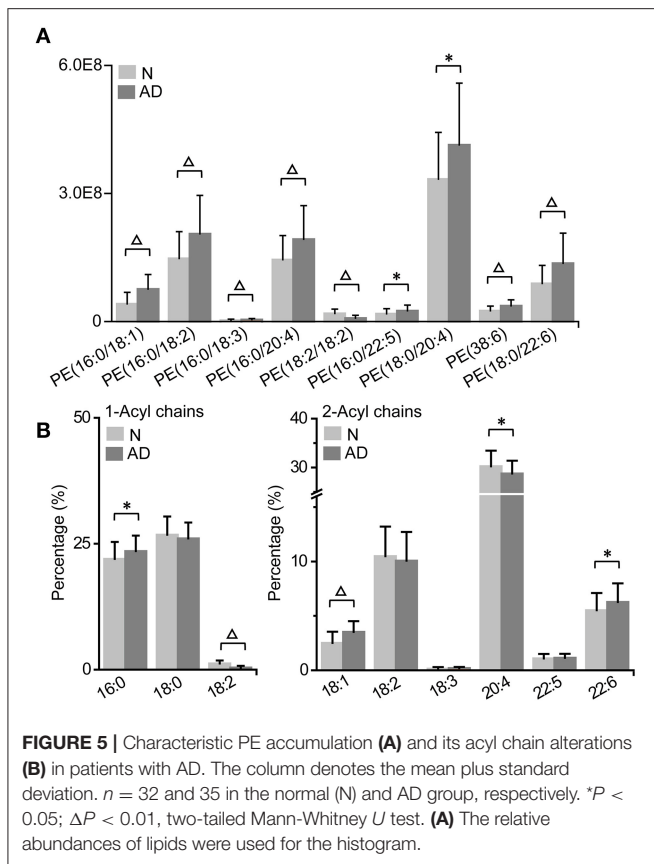 A
6.0E8
N
AD
3.0E8
0
Δ
Δ
Δ
Δ
Δ
*
*
Δ
Δ
PE(16:0/18:1)
PE(16:0/18:2)
PE(16:0/18:3)
PE(16:0/20:4)
PE(18:2/18:2)
PE(16:0/22:5)
PE(18:0/20:4)
PE(38:6)
PE(18:0/22:6)
B
1-Acyl chains
N
AD
Percentage (%)
50
25
0
*
Δ
16:0
18:0
18:2
2-Acyl chains
N
AD
Percentage (%)
30
10
0
Δ
*
*
18:1
18:2
18:3
20:4
22:5
22:6
FIGURE 5 | Characteristic PE accumulation (A) and its acyl chain alterations
(B) in patients with AD. The column denotes the mean plus standard
deviation. n = 32 and 35 in the normal (N) and AD group, respectively. *P <
0.05; ΔP < 0.01, two-tailed Mann-Whitney U test. (A) The relative
abundances of lipids were used for the histogram.